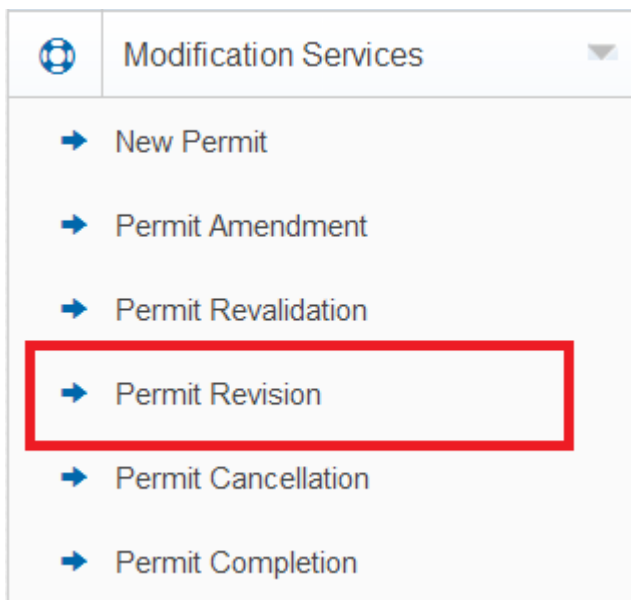 Modification Services
New Permit
Permit Amendment
Permit Revalidation
Permit Revision
Permit Cancellation
Permit Completion